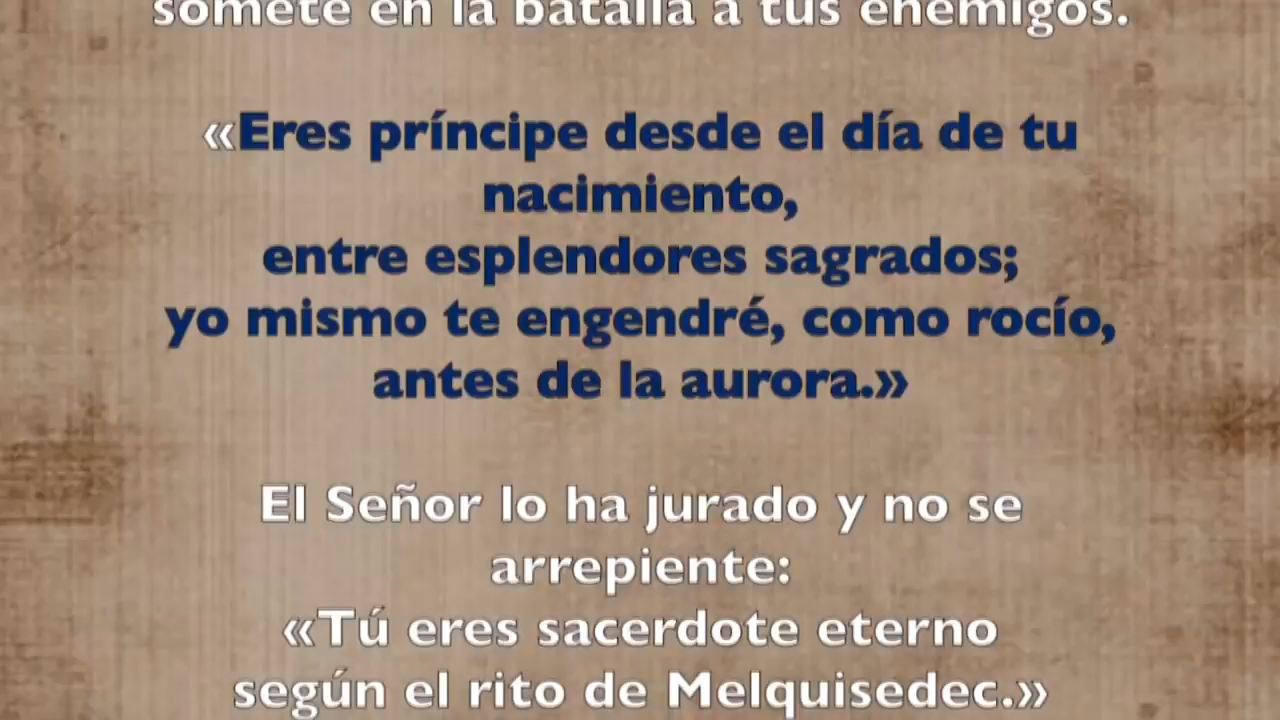 somete en la batalla a tus enemigos.
«Eres príncipe desde el día de tu
nacimiento,
entre esplendores sagrados;
yo mismo te engendré, como rocío,
antes de la aurora.»
El Señor lo ha jurado y no se
arrepiente:
«Tú eres sacerdote eterno
según el rito de Melquisedec.»